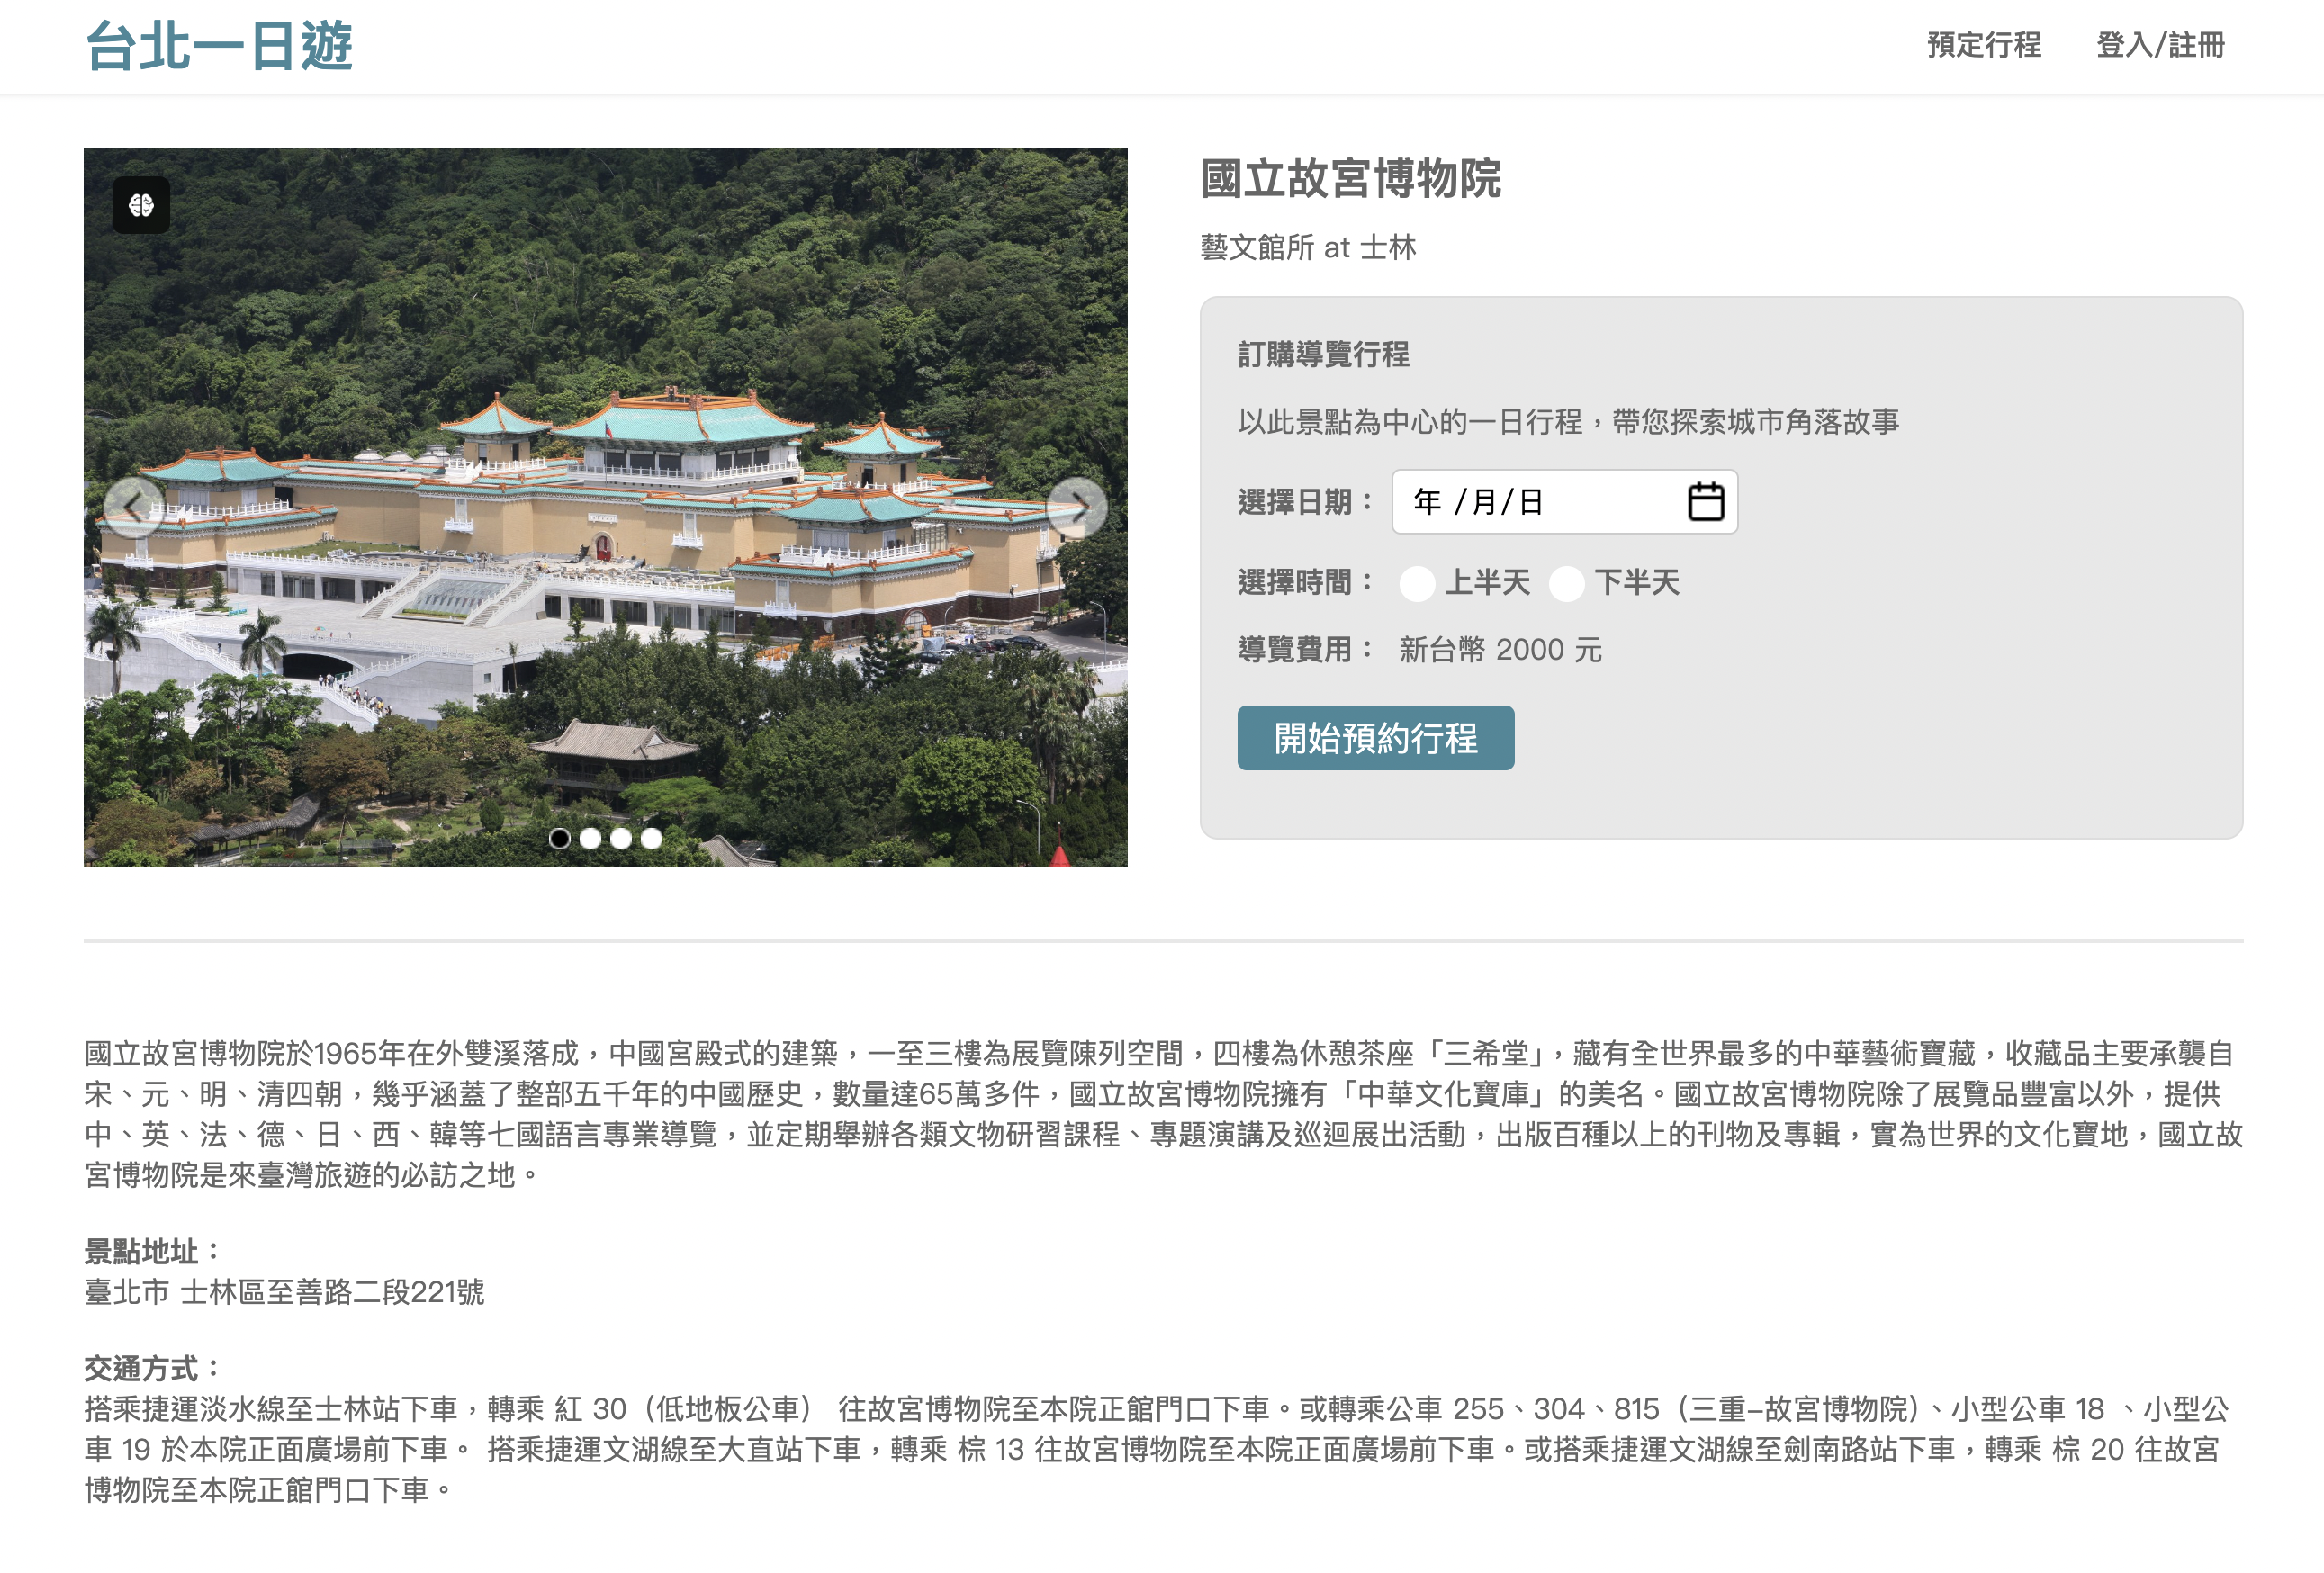 台北一日遊
預定行程 登入/註冊
國立故宮博物院
藝文館所 at 士林
訂購導覽行程
以此景點為中心的一日行程，帶您探索城市角落故事
選擇日期： 年 /月/日
選擇時間： 上半天 下半天
導覽費用： 新台幣 2000 元
開始預約行程
國立故宮博物院於1965年在外雙溪落成，中國宮殿式的建築，一至三樓為展覽陳列空間，四樓為休憩茶座「三希堂」，藏有全世界最多的中華藝術寶藏，收藏品主要承襲自
宋、元、明、清四朝，幾乎涵蓋了整部五千年的中國歷史，數量達65萬多件，國立故宮博物院擁有「中華文化寶庫」的美名。國立故宮博物院除了展覽品豐富以外，提供
中、英、法、德、日、西、韓等七國語言專業導覽，並定期舉辦各類文物研習課程、專題演講及巡迴展出活動，出版百種以上的刊物及專輯，實為世界的文化寶地，國立故
宮博物院是來臺灣旅遊的必訪之地。
景點地址：
臺北市 士林區至善路二段221號
交通方式：
搭乘捷運淡水線至士林站下車，轉乘 紅 30（低地板公車） 往故宮博物院至本院正館門口下車。或轉乘公車 255、304、815（三重–故宮博物院）、小型公車 18 、小型公
車 19 於本院正面廣場前下車。 搭乘捷運文湖線至大直站下車，轉乘 棕 13 往故宮博物院至本院正面廣場前下車。或搭乘捷運文湖線至劍南路站下車，轉乘 棕 20 往故宮
博物院至本院正館門口下車。